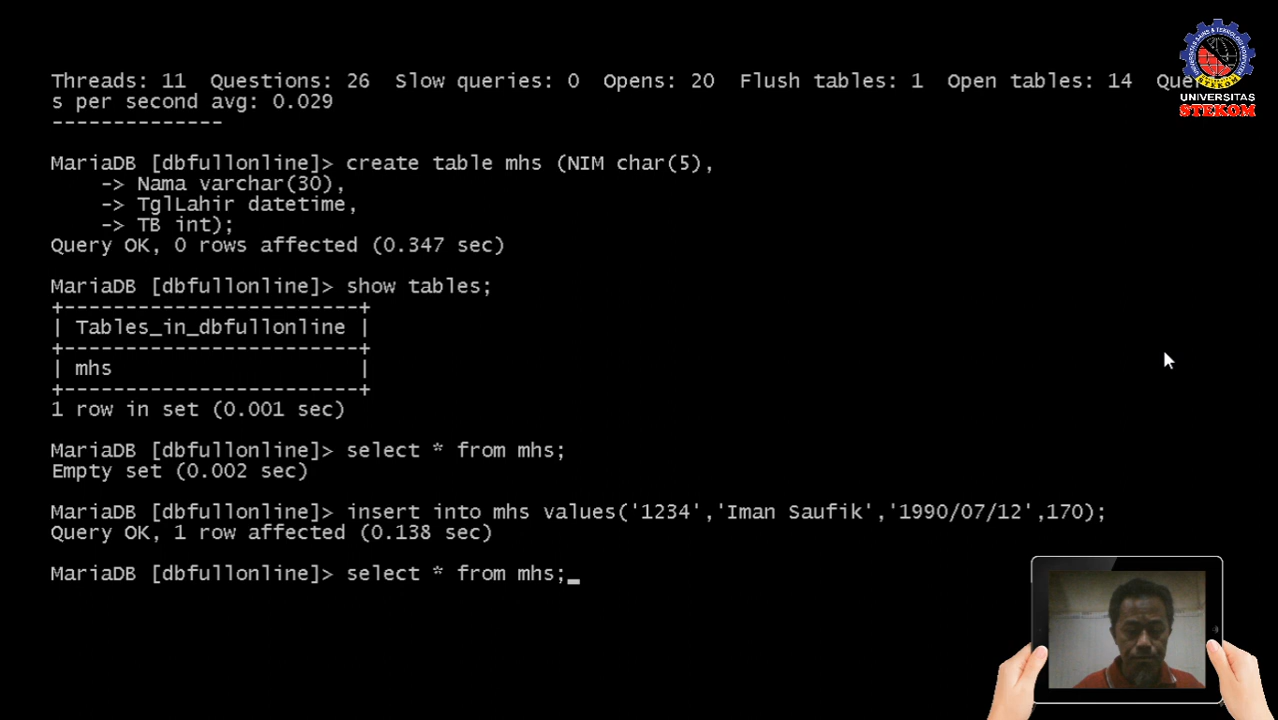 Threads: 11  Questions: 26  Slow queries: 0  Opens: 20  Flush tables: 1  Open tables: 14
s per second avg: 0.029
--------------
MariaDB [dbfullonline]> create table mhs (NIM char(5),
    -> Nama varchar(30),
    -> TglLahir datetime,
    -> TB int);
Query OK, 0 rows affected (0.347 sec)
MariaDB [dbfullonline]> show tables;
+------------------------+
| Tables_in_dbfullonline |
+------------------------+
| mhs                    |
+------------------------+
1 row in set (0.001 sec)
MariaDB [dbfullonline]> select * from mhs;
Empty set (0.002 sec)
MariaDB [dbfullonline]> insert into mhs values('1234','Iman Saufik','1990/07/12',170);
Query OK, 1 row affected (0.138 sec)
MariaDB [dbfullonline]> select * from mhs;_
UNIVERSITAS
STEKOM